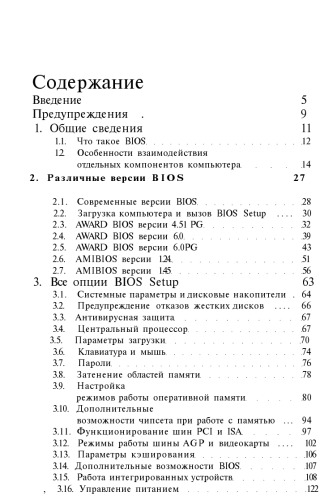 Содержание
Введение 5
Предупреждения . 9
1. Общие сведения 11
1.1. Что такое BIOS 12
1.2. Особенности взаимодействия
отдельных компонентов компьютера 14
2. Различные версии BIOS 27
2.1. Современные версии BIOS 28
2.2. Загрузка компьютера и вызов BIOS Setup .... 30
2.3. AWARD BIOS версии 4.51 PG 32
2.4. AWARD BIOS версии 6.0 39
2.5. AWARD BIOS версии 6.0PG 43
2.6. AMIBIOS версии 1.24 51
2.7. AMIBIOS версии 1.45 56
3. Все опции BIOS Setup 63
3.1. Системные параметры и дисковые накопители . 64
3.2. Предупреждение отказов жестких дисков .... 66
3.3. Антивирусная защита 67
3.4. Центральный процессор 67
3.5. Параметры загрузки 70
3.6. Клавиатура и мышь 74
3.7. Пароли 76
3.8. Затенение областей памяти 78
3.9. Настройка
режимов работы оперативной памяти 80
3.10. Дополнительные
возможности чипсета при работе с памятью ... 94
3.11. Функционирование шин PCI и ISA 97
3.12. Режимы работы шины AGP и видеокарты .... 102
3.13. Параметры кэширования 106
3.14. Дополнительные возможности BIOS 107
3.15. Работа интегрированных устройств 108
, 3.16. Управление питанием 122